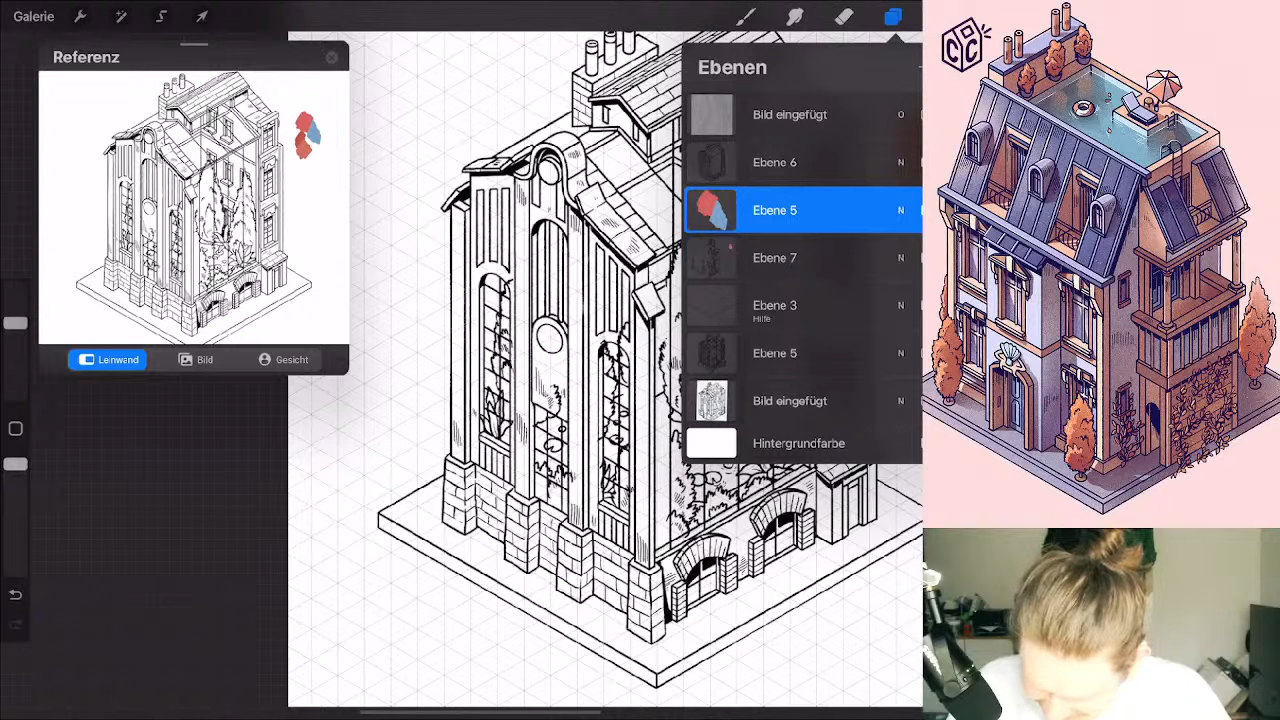 Galerie
Referenz
Leinwand
Bild
Gesicht
Ebenen
Bild eingefügt O
Ebene 6 N
Ebene 5 N
Ebene 7 N
Ebene 3 N
Hilfe
Ebene 5 N
Bild eingefügt N
Hintergrundfarbe
C C